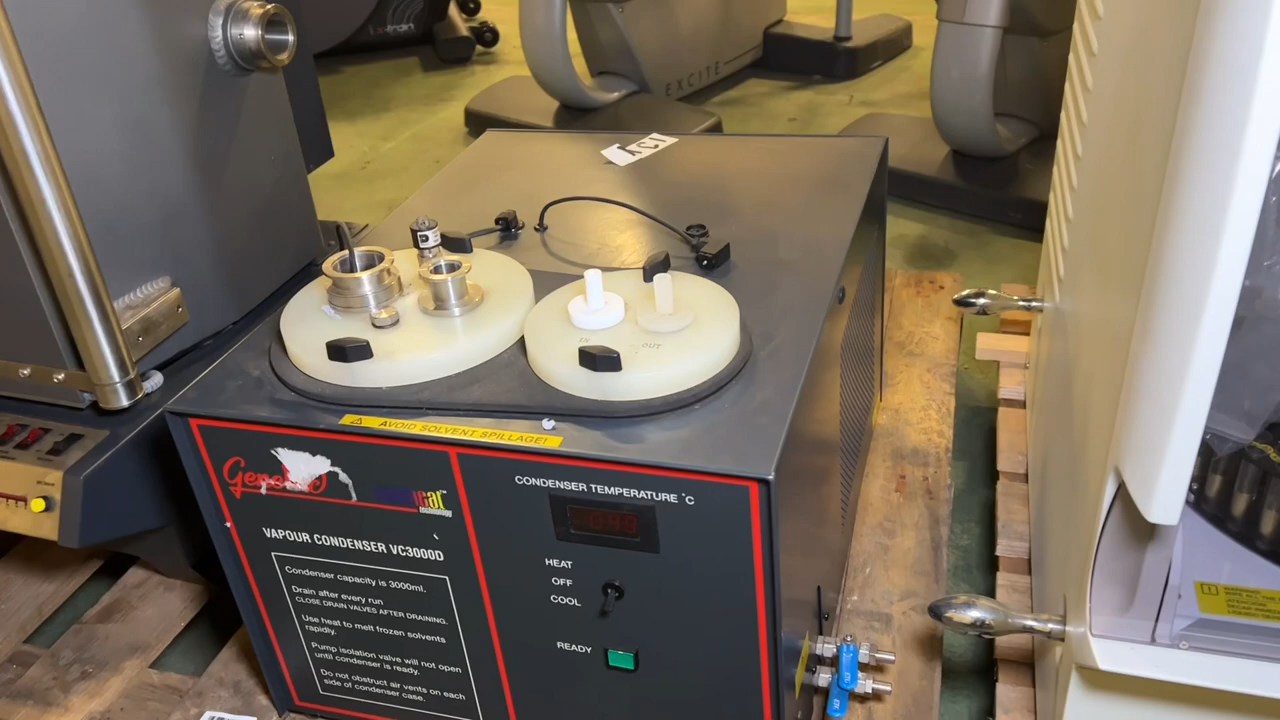 EXCITE
IN
OUT
AVOID SOLVENT SPILLAGE!
technology
VAPOUR CONDENSER VC3000D
Condenser capacity is 3000ml.
Drain after every run
CLOSE DRAIN VALVES AFTER DRAINING.
Use heat to melt frozen solvents
rapidly.
Pump isolation valve will not open
until condenser is ready.
Do not obstruct air vents on each
side of condenser case.
CONDENSER TEMPERATURE °C
HEAT
OFF
COOL
READY